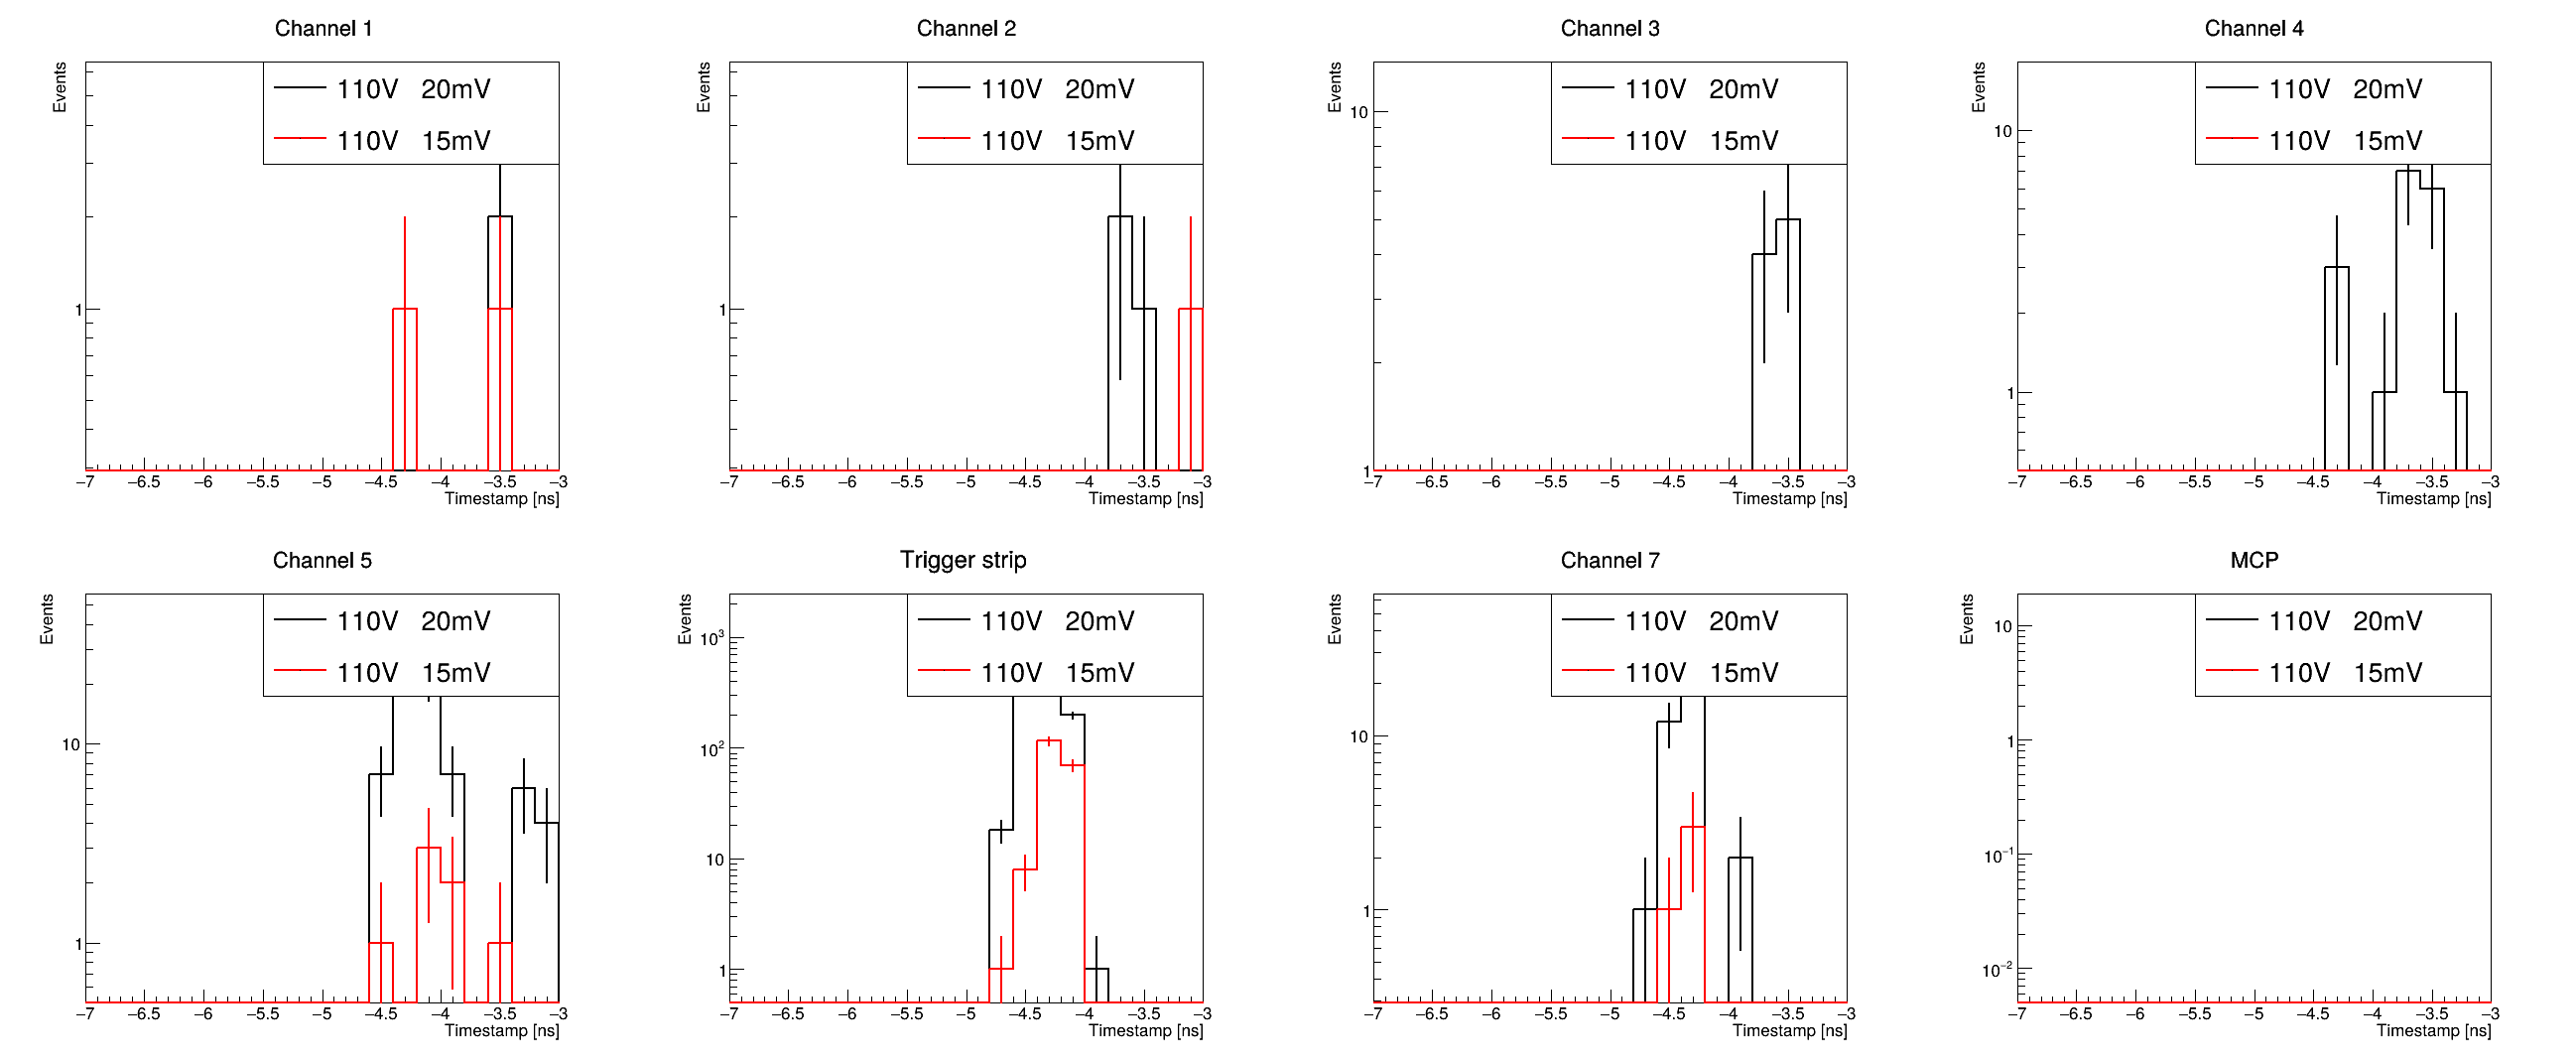 Channel 1
Events
110V 20mV
110V 15mV
1
−7 −6.5 −6 −5.5 −5 −4.5 −4 −3.5 −3
Timestamp [ns]
Channel 2
Events
110V 20mV
110V 15mV
1
−7 −6.5 −6 −5.5 −5 −4.5 −4 −3.5 −3
Timestamp [ns]
Channel 3
Events
110V 20mV
110V 15mV
10
1
−7 −6.5 −6 −5.5 −5 −4.5 −4 −3.5 −3
Timestamp [ns]
Channel 4
Events
110V 20mV
110V 15mV
10
1
−7 −6.5 −6 −5.5 −5 −4.5 −4 −3.5 −3
Timestamp [ns]
Channel 5
Events
110V 20mV
110V 15mV
10
1
−7 −6.5 −6 −5.5 −5 −4.5 −4 −3.5 −3
Timestamp [ns]
Trigger strip
Events
110V 20mV
110V 15mV
10³
10²
10
1
−7 −6.5 −6 −5.5 −5 −4.5 −4 −3.5 −3
Timestamp [ns]
Channel 7
Events
110V 20mV
110V 15mV
10
1
−7 −6.5 −6 −5.5 −5 −4.5 −4 −3.5 −3
Timestamp [ns]
MCP
Events
110V 20mV
110V 15mV
10
1
10⁻¹
10⁻²
−7 −6.5 −6 −5.5 −5 −4.5 −4 −3.5 −3
Timestamp [ns]